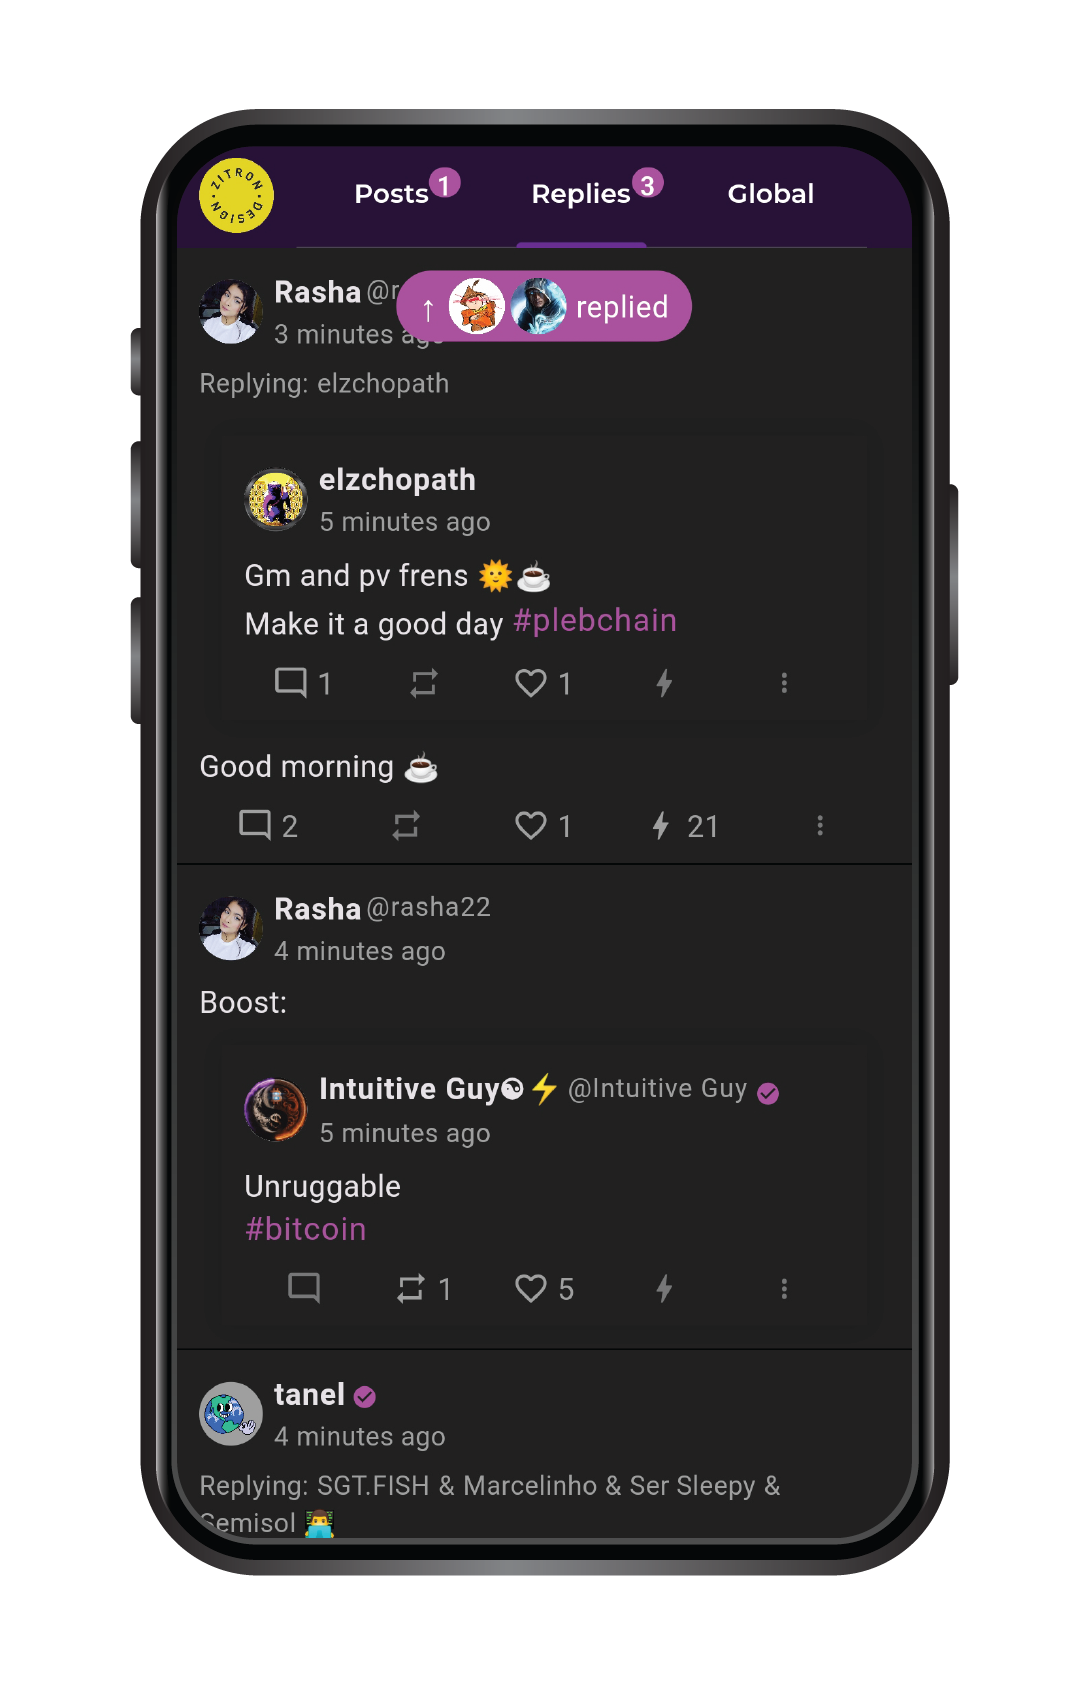 ZITRON DESIGN
Posts 1
Replies 3
Global
Rasha @r
↑ replied
3 minutes ago
Replying: elzchopath
elzchopath
5 minutes ago
Gm and pv frens 🌞☕
Make it a good day #plebchain
1 1
Good morning ☕
2 1 21
Rasha @rasha22
4 minutes ago
Boost:
Intuitive Guy☯⚡ @Intuitive Guy
5 minutes ago
Unruggable
#bitcoin
1 5
tanel
4 minutes ago
Replying: SGT.FISH & Marcelinho & Ser Sleepy &
Semisol 👨‍💻